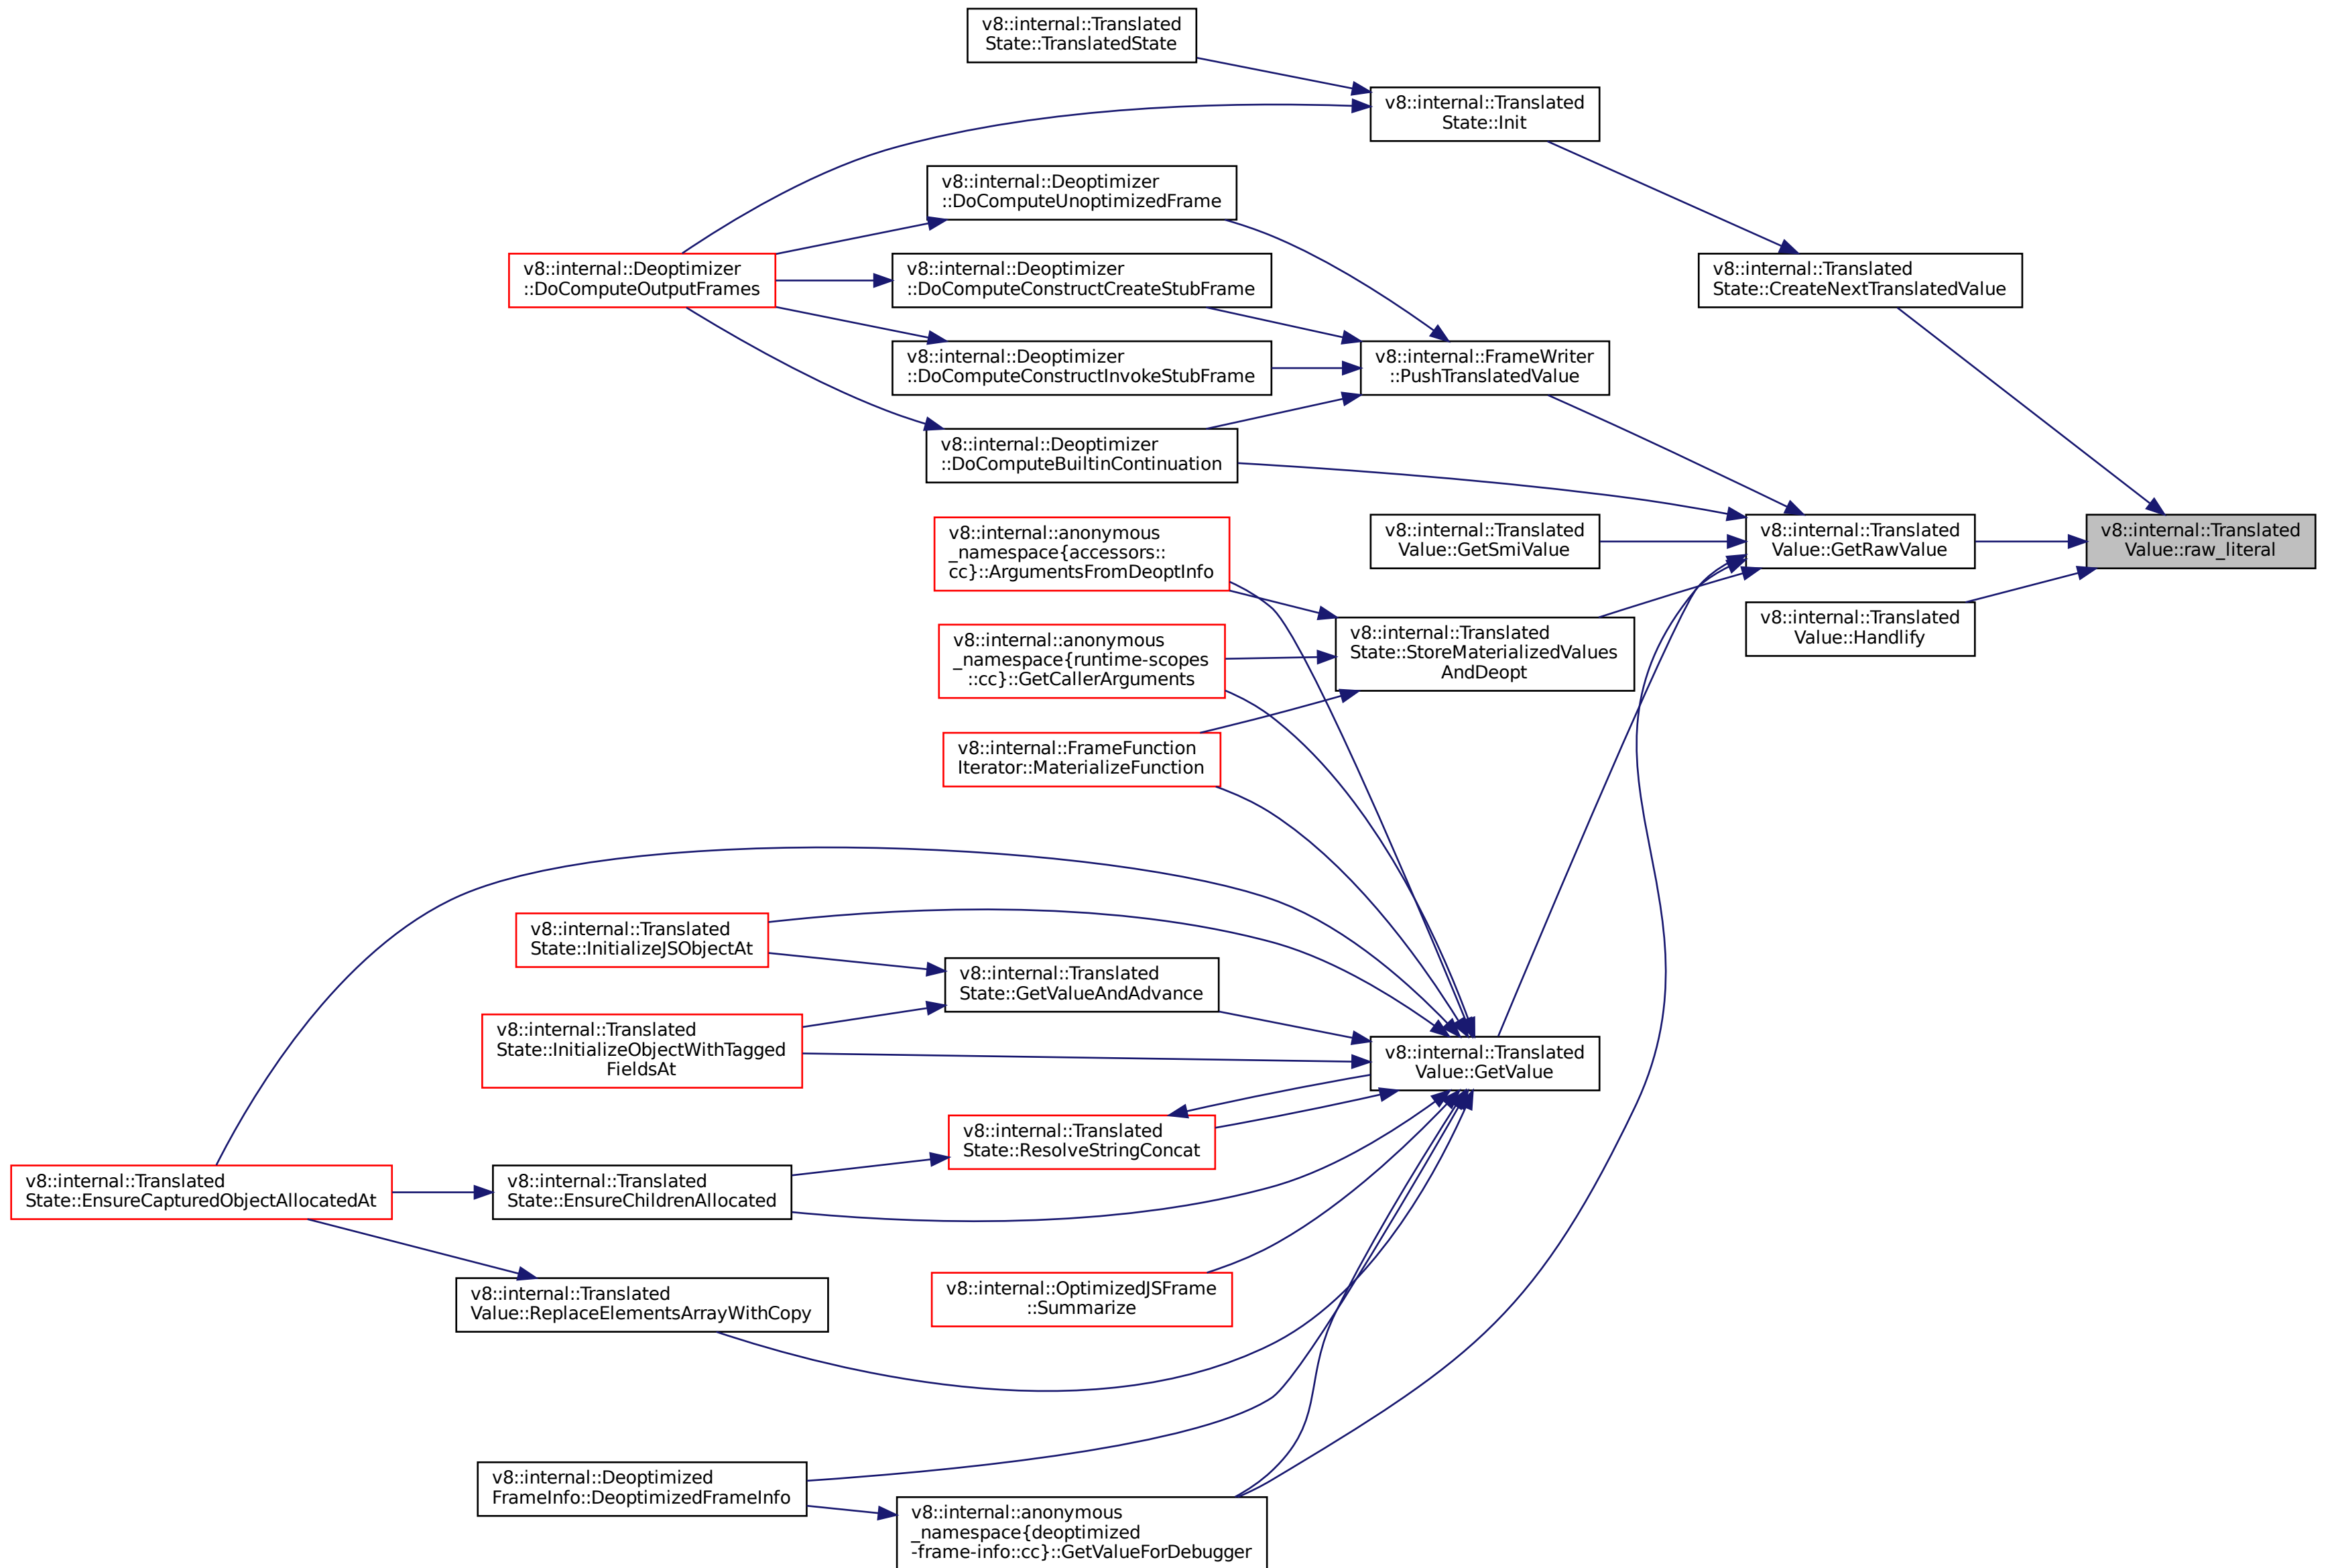 v8::internal::Translated
State::TranslatedState
v8::internal::Translated
State::Init
v8::internal::Deoptimizer
::DoComputeUnoptimizedFrame
v8::internal::Deoptimizer
::DoComputeOutputFrames
v8::internal::Deoptimizer
::DoComputeConstructCreateStubFrame
v8::internal::Translated
State::CreateNextTranslatedValue
v8::internal::Deoptimizer
::DoComputeConstructInvokeStubFrame
v8::internal::FrameWriter
::PushTranslatedValue
v8::internal::Deoptimizer
::DoComputeBuiltinContinuation
v8::internal::anonymous
_namespace{accessors::
cc}::ArgumentsFromDeoptInfo
v8::internal::Translated
Value::GetSmiValue
v8::internal::Translated
Value::GetRawValue
v8::internal::Translated
Value::raw_literal
v8::internal::Translated
State::StoreMaterializedValues
AndDeopt
v8::internal::Translated
Value::Handlify
v8::internal::anonymous
_namespace{runtime-scopes
::cc}::GetCallerArguments
v8::internal::FrameFunction
Iterator::MaterializeFunction
v8::internal::Translated
State::InitializeJSObjectAt
v8::internal::Translated
State::GetValueAndAdvance
v8::internal::Translated
State::InitializeObjectWithTagged
FieldsAt
v8::internal::Translated
Value::GetValue
v8::internal::Translated
State::ResolveStringConcat
v8::internal::Translated
State::EnsureCapturedObjectAllocatedAt
v8::internal::Translated
State::EnsureChildrenAllocated
v8::internal::OptimizedJSFrame
::Summarize
v8::internal::Translated
Value::ReplaceElementsArrayWithCopy
v8::internal::Deoptimized
FrameInfo::DeoptimizedFrameInfo
v8::internal::anonymous
_namespace{deoptimized
-frame-info::cc}::GetValueForDebugger